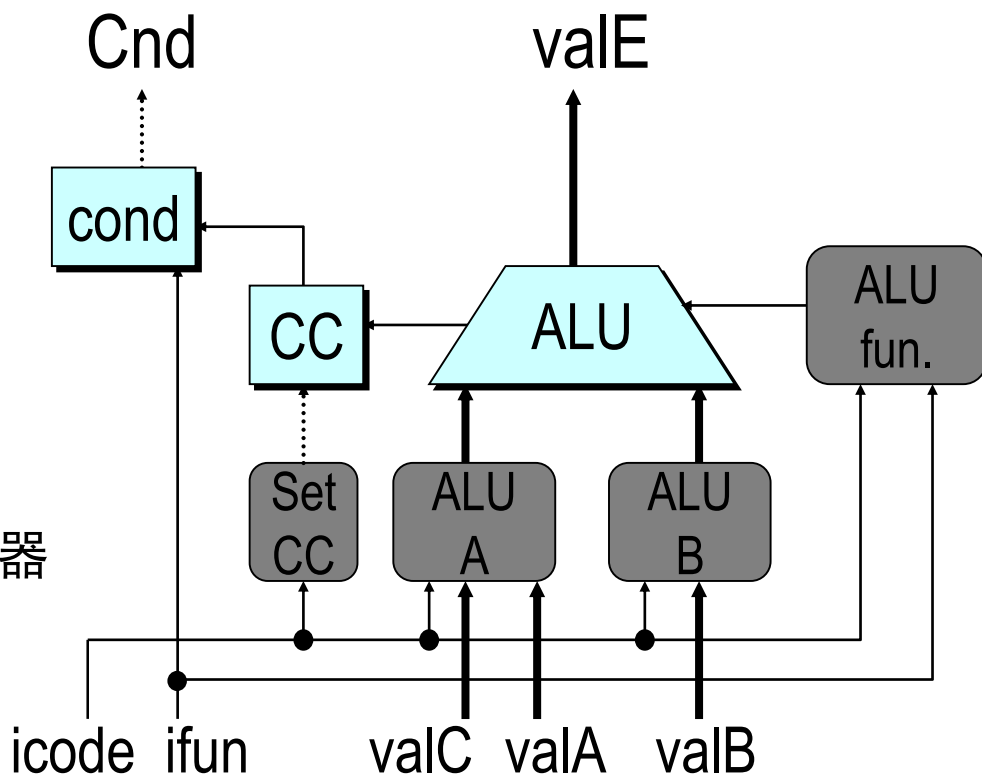 Cnd valE
cond
ALU
fun.
CC
ALU
Set
CC
ALU
A
ALU
B
器
icode ifun valC valA valB